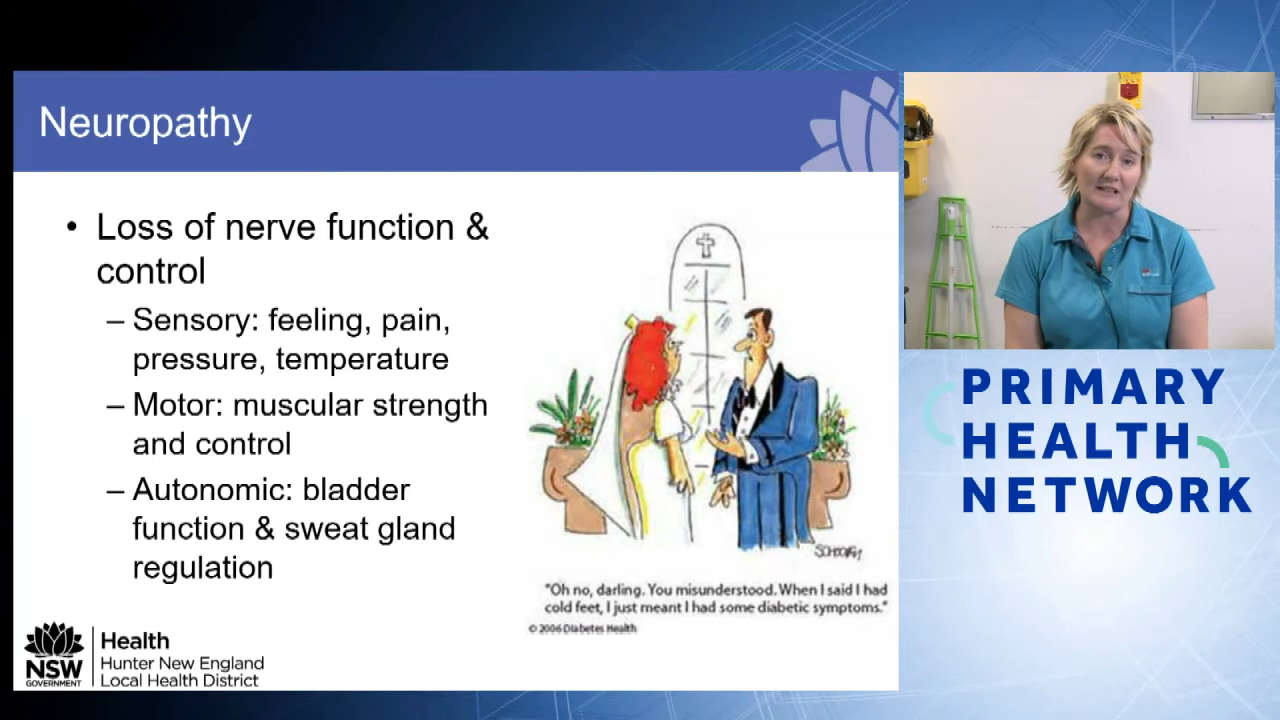 Neuropathy
• Loss of nerve function &
control
– Sensory: feeling, pain,
pressure, temperature
– Motor: muscular strength
and control
– Autonomic: bladder
function & sweat gland
regulation
"Oh no, darling. You misunderstood. When I said I had
cold feet, I just meant I had some diabetic symptoms."
© 2006 Diabetes Health
NSW
GOVERNMENT
Health
Hunter New England
Local Health District
PRIMARY
HEALTH
NETWORK